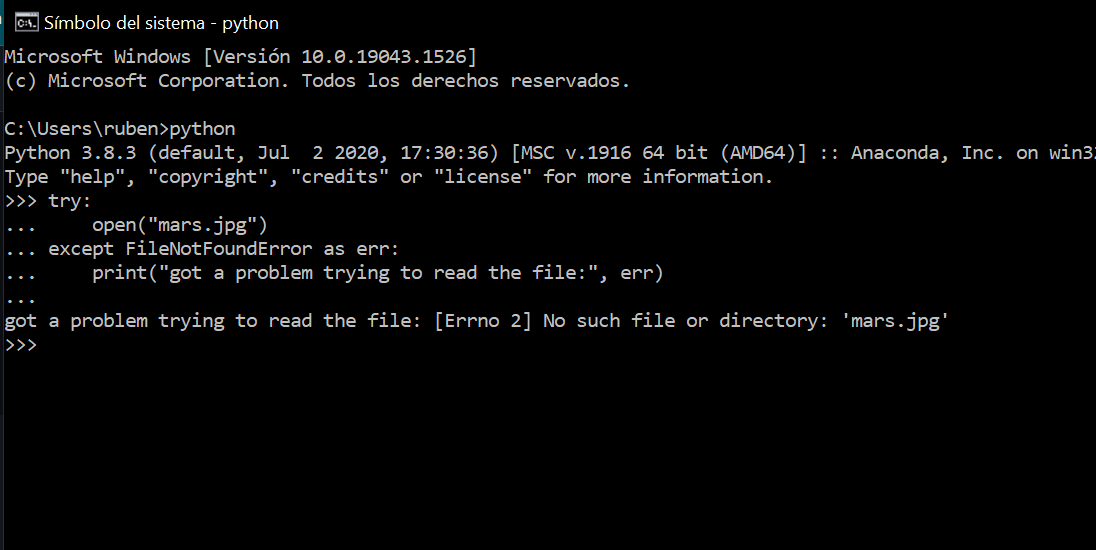 Símbolo del sistema - python
Microsoft Windows [Versión 10.0.19043.1526]
(c) Microsoft Corporation. Todos los derechos reservados.
C:\Users\ruben>python
Python 3.8.3 (default, Jul  2 2020, 17:30:36) [MSC v.1916 64 bit (AMD64)] :: Anaconda, Inc. on win32
Type "help", "copyright", "credits" or "license" for more information.
>>> try:
...     open("mars.jpg")
... except FileNotFoundError as err:
...     print("got a problem trying to read the file:", err)
...
got a problem trying to read the file: [Errno 2] No such file or directory: 'mars.jpg'
>>>